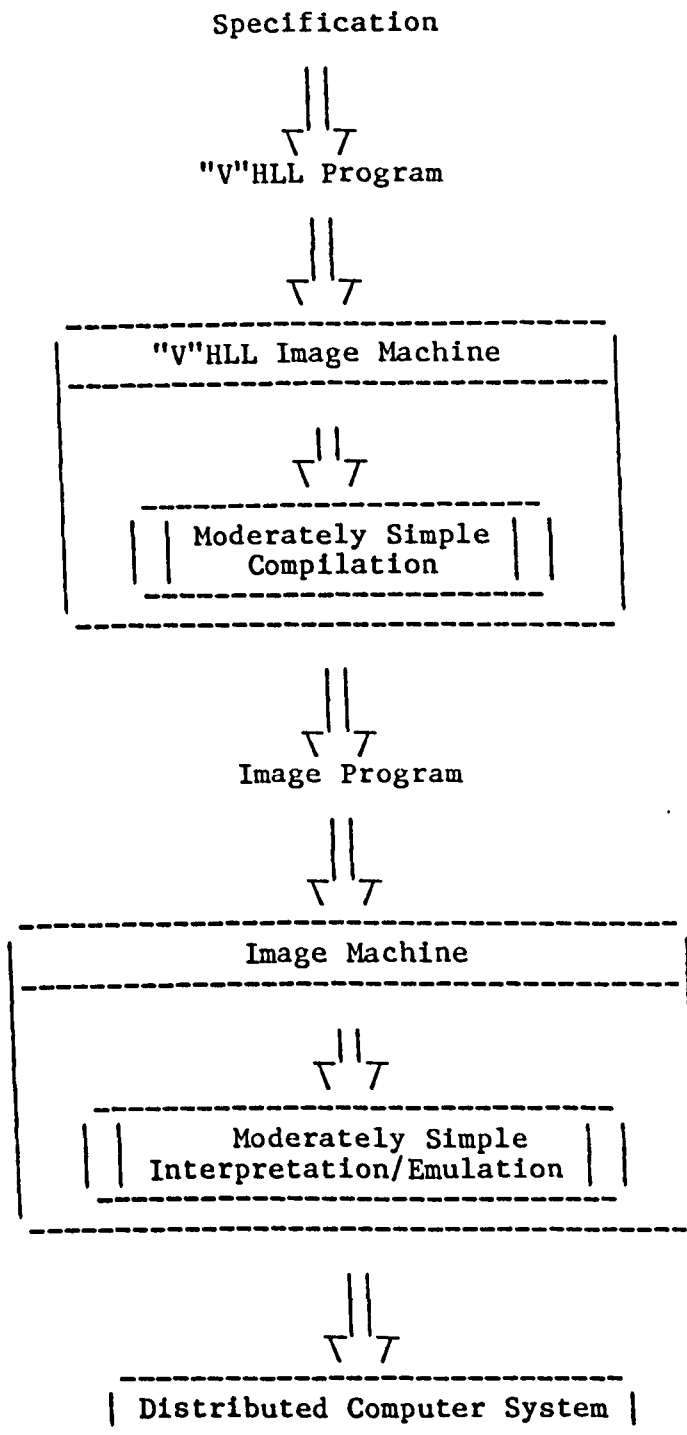 Specification
"V"HLL Program
"V"HLL Image Machine
Moderately Simple
Compilation
Image Program
Image Machine
Moderately Simple
Interpretation/Emulation
Distributed Computer System